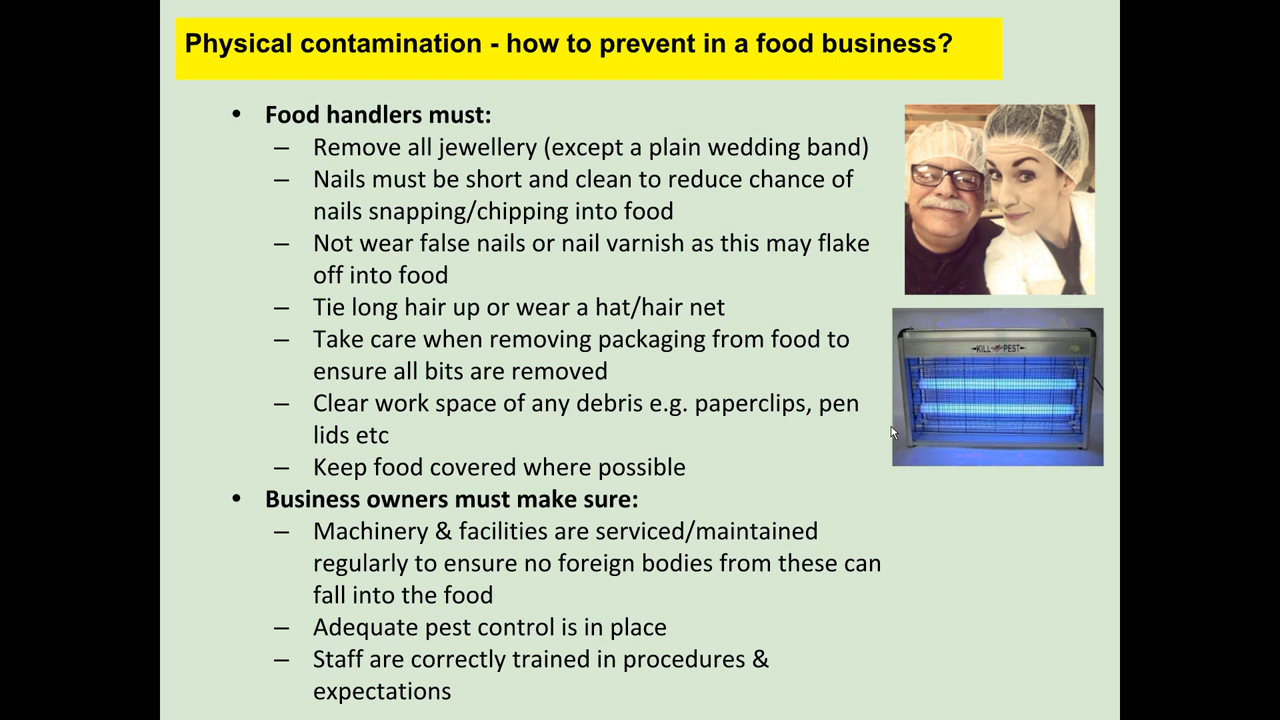 Physical contamination - how to prevent in a food business?
• Food handlers must:
– Remove all jewellery (except a plain wedding band)
– Nails must be short and clean to reduce chance of
nails snapping/chipping into food
– Not wear false nails or nail varnish as this may flake
off into food
– Tie long hair up or wear a hat/hair net
– Take care when removing packaging from food to
ensure all bits are removed
– Clear work space of any debris e.g. paperclips, pen
lids etc
– Keep food covered where possible
• Business owners must make sure:
– Machinery & facilities are serviced/maintained
regularly to ensure no foreign bodies from these can
fall into the food
– Adequate pest control is in place
– Staff are correctly trained in procedures &
expectations
KILL PEST